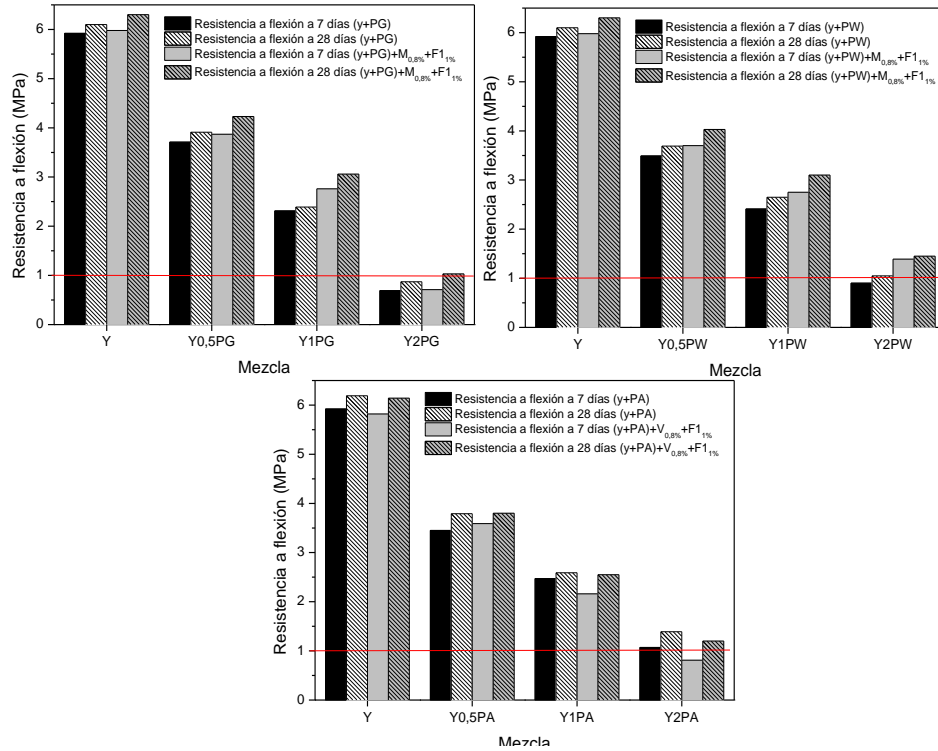 Resistencia a flexión (MPa)
6
5
4
3
2
1
0
Resistencia a flexión a 7 días (y+PG)
Resistencia a flexión a 28 días (y+PG)
Resistencia a flexión a 7 días (y+PG)+M0,8%+F11%
Resistencia a flexión a 28 días (y+PG)+M0,8%+F11%
Y Y0,5PG Y1PG Y2PG
Mezcla
Resistencia a flexión (MPa)
6
5
4
3
2
1
0
Resistencia a flexión a 7 días (y+PW)
Resistencia a flexión a 28 días (y+PW)
Resistencia a flexión a 7 días (y+PW)+M0,8%+F11%
Resistencia a flexión a 28 días (y+PW)+M0,8%+F11%
Y Y0,5PW Y1PW Y2PW
Mezcla
Resistencia a flexión (MPa)
6
5
4
3
2
1
0
Resistencia a flexión a 7 días (y+PA)
Resistencia a flexión a 28 días (y+PA)
Resistencia a flexión a 7 días (y+PA)+V0,8%+F11%
Resistencia a flexión a 28 días (y+PA)+V0,8%+F11%
Y Y0,5PA Y1PA Y2PA
Mezcla